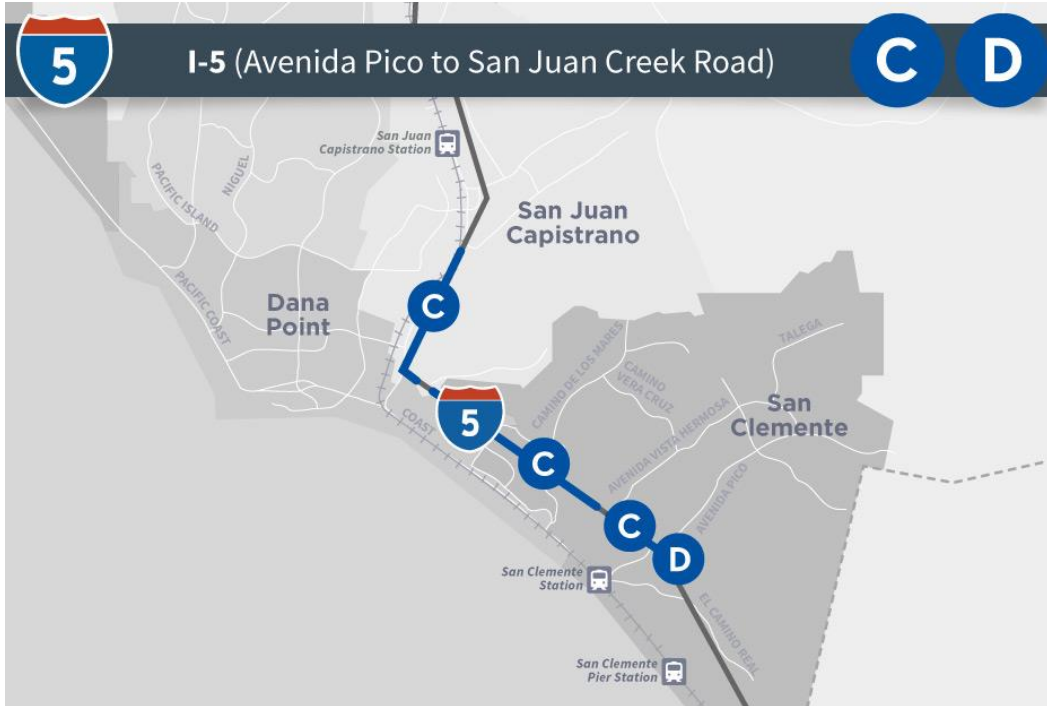 5
I-5 (Avenida Pico to San Juan Creek Road)
C
D
San Juan
Capistrano Station
PACIFIC ISLAND
NIGUEL
San Juan
Capistrano
PACIFIC COAST
Dana
Point
C
CAMINO DE LOS MARES
CAMINO
VERA CRUZ
TALEGA
5
COAST
San
Clemente
AVENIDA VISTA HERMOSA
C
AVENIDA PICO
C
D
San Clemente
Station
EL CAMINO REAL
San Clemente
Pier Station